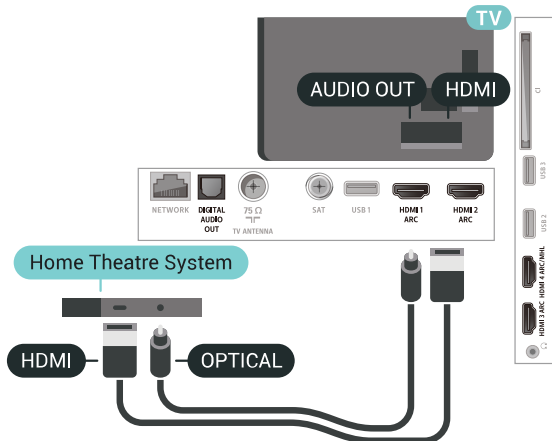 TV
AUDIO OUT
HDMI
CI
USB 3
USB 2
HDMI 4 ARC/MHL
HDMI 3 ARC
NETWORK
DIGITAL
AUDIO
OUT
75 Ω
TV ANTENNA
SAT
USB 1
HDMI 1
ARC
HDMI 2
ARC
Home Theatre System
HDMI
OPTICAL